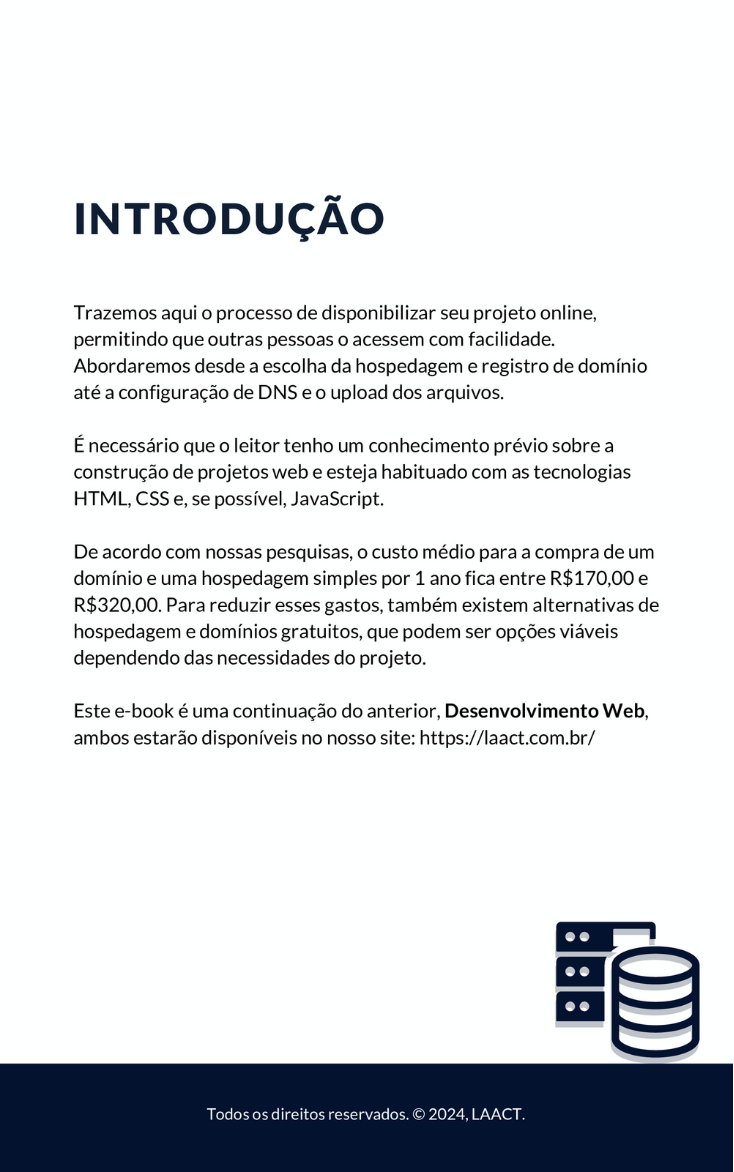 INTRODUÇÃO
Trazemos aqui o processo de disponibilizar seu projeto online,
permitindo que outras pessoas o acessem com facilidade.
Abordaremos desde a escolha da hospedagem e registro de domínio
até a configuração de DNS e o upload dos arquivos.
É necessário que o leitor tenho um conhecimento prévio sobre a
construção de projetos web e esteja habituado com as tecnologias
HTML, CSS e, se possível, JavaScript.
De acordo com nossas pesquisas, o custo médio para a compra de um
domínio e uma hospedagem simples por 1 ano fica entre R$170,00 e
R$320,00. Para reduzir esses gastos, também existem alternativas de
hospedagem e domínios gratuitos, que podem ser opções viáveis
dependendo das necessidades do projeto.
Este e-book é uma continuação do anterior, Desenvolvimento Web,
ambos estarão disponíveis no nosso site: https://laact.com.br/
Todos os direitos reservados. © 2024, LAACT.